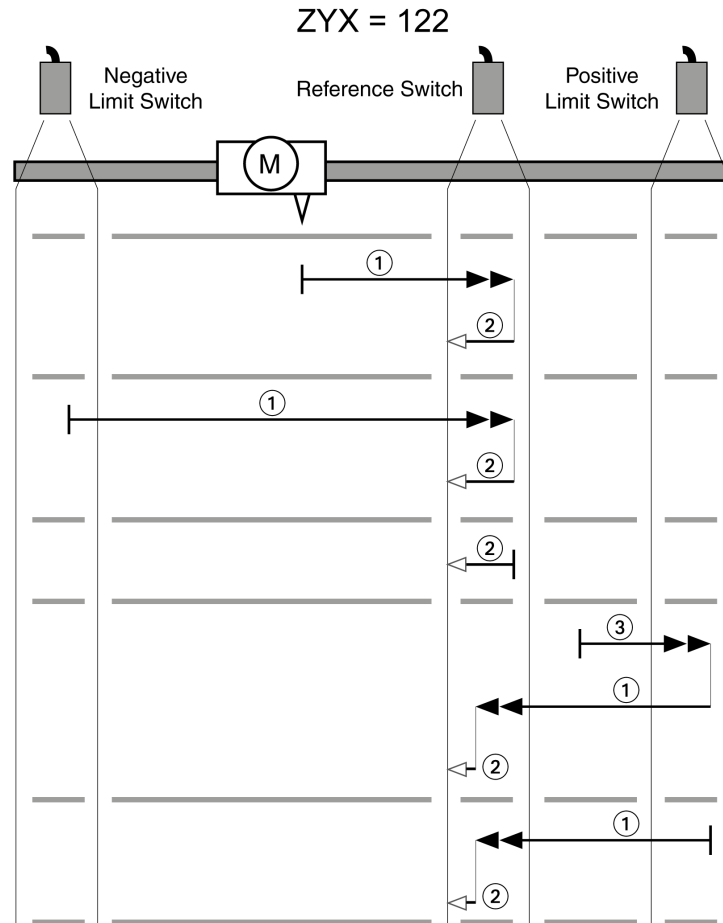 ZYX = 122
Negative
Limit Switch
Reference Switch
Positive
Limit Switch
M
1
2
1
2
2
3
1
2
1
2